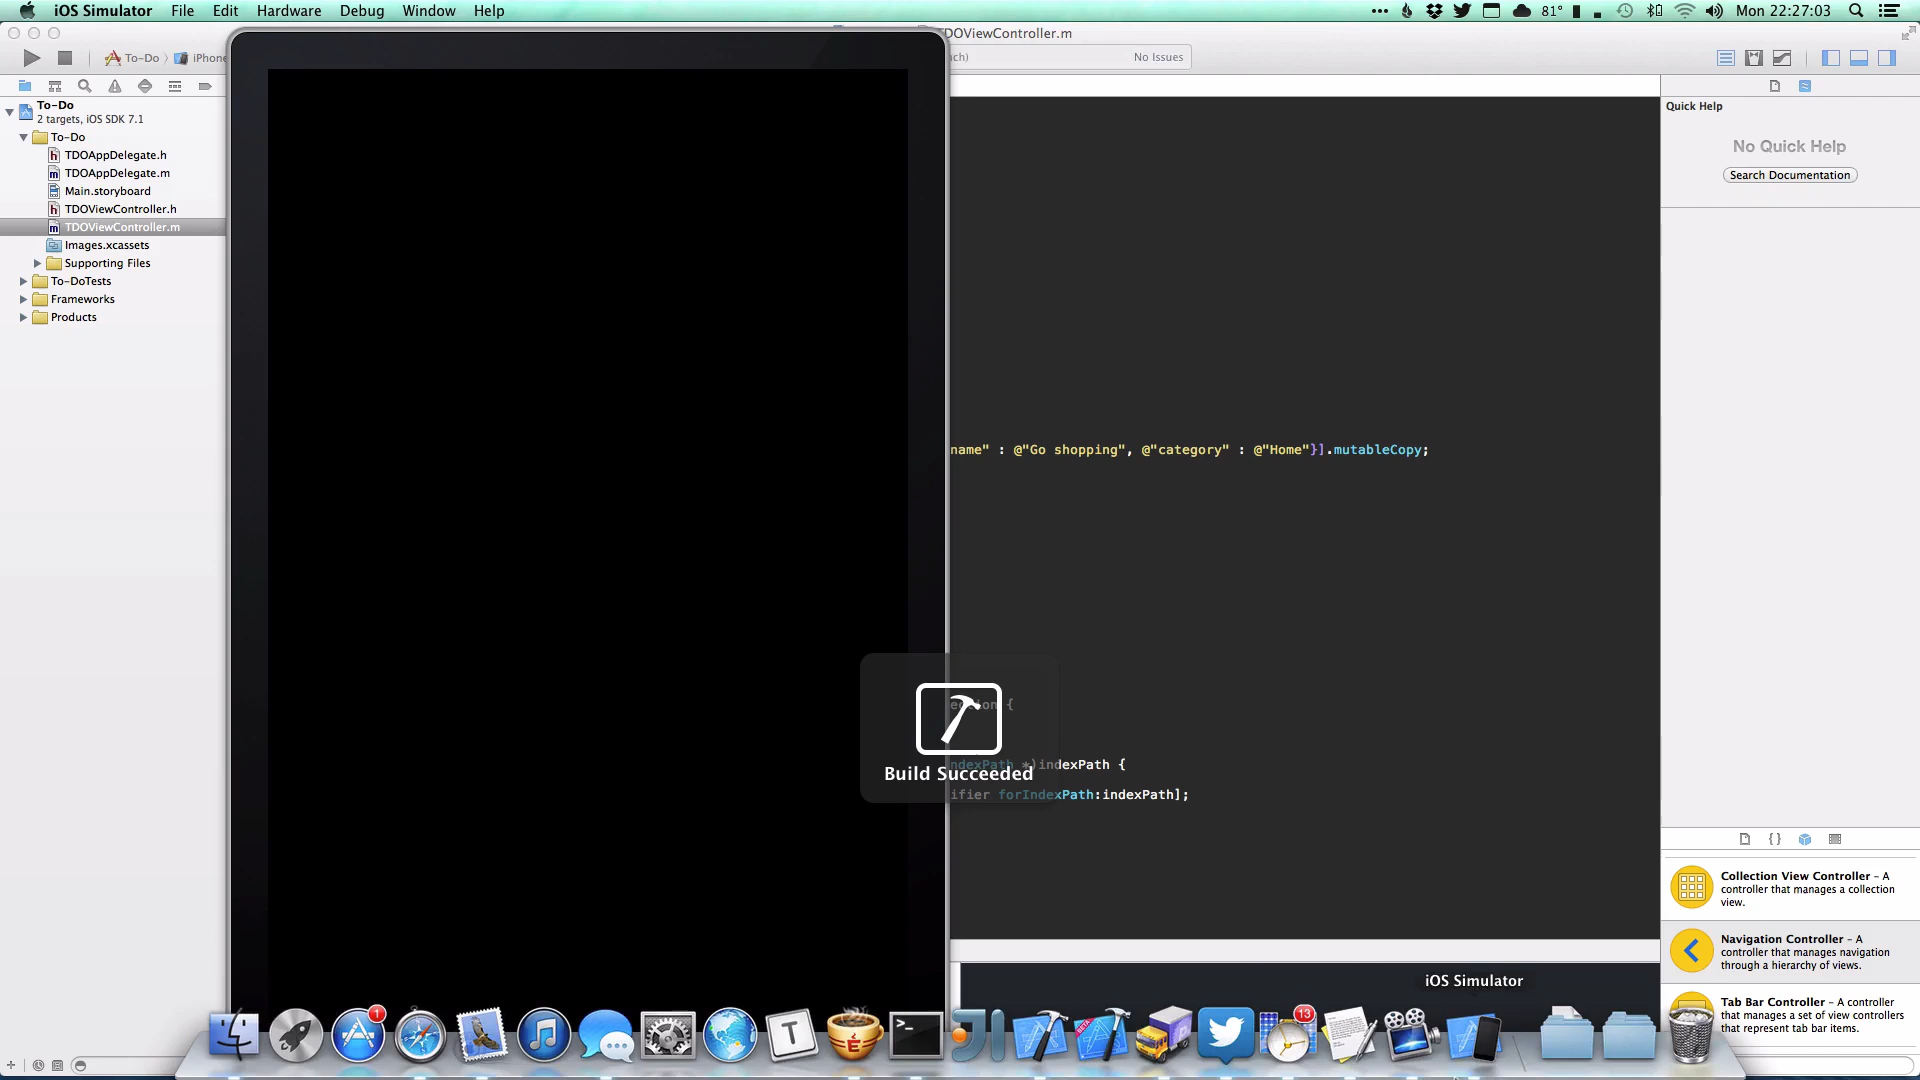 iOS Simulator File Edit Hardware Debug Window Help
81° Mon 22:27:03
TDOViewController.m
To-Do iPhone
No Issues
To-Do
2 targets, iOS SDK 7.1
To-Do
TDOAppDelegate.h
TDOAppDelegate.m
Main.storyboard
TDOViewController.h
TDOViewController.m
Images.xcassets
Supporting Files
To-DoTests
Frameworks
Products
name" : @"Go shopping", @"category" : @"Home"}].mutableCopy;
ection {
ndexPath *)indexPath {
ifier forIndexPath:indexPath];
Build Succeeded
Quick Help
No Quick Help
Search Documentation
{ }
Collection View Controller - A
controller that manages a collection
view.
Navigation Controller - A
controller that manages navigation
through a hierarchy of views.
Tab Bar Controller - A controller
that manages a set of view controllers
that represent tab bar items.
iOS Simulator
1
T
13